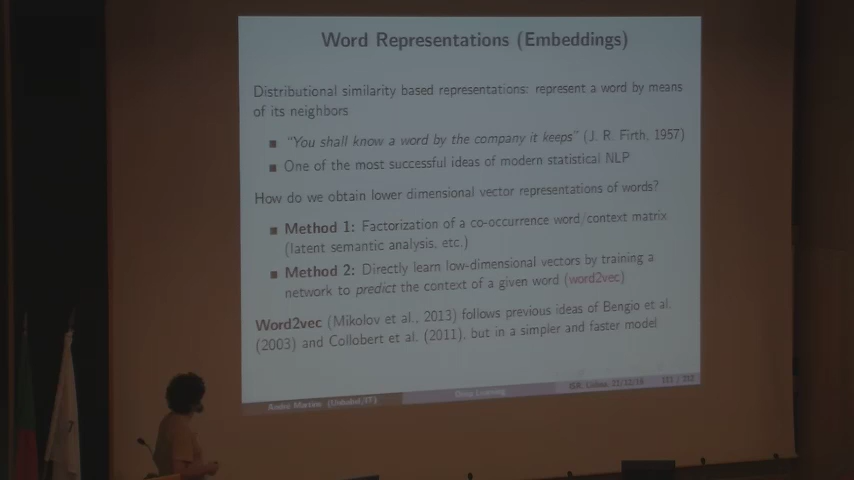 Word Representations (Embeddings)
Distributional similarity based representations: represent a word by means
of its neighbors
"You shall know a word by the company it keeps" (J. R. Firth, 1957)
One of the most successful ideas of modern statistical NLP
How do we obtain lower dimensional vector representations of words?
Method 1: Factorization of a co-occurrence word/context matrix
(latent semantic analysis, etc.)
Method 2: Directly learn low-dimensional vectors by training a
network to predict the context of a given word (word2vec)
Word2vec (Mikolov et al., 2013) follows previous ideas of Bengio et al.
(2003) and Collobert et al. (2011), but in a simpler and faster model
André Martins (Unbabel/IT) Deep Learning